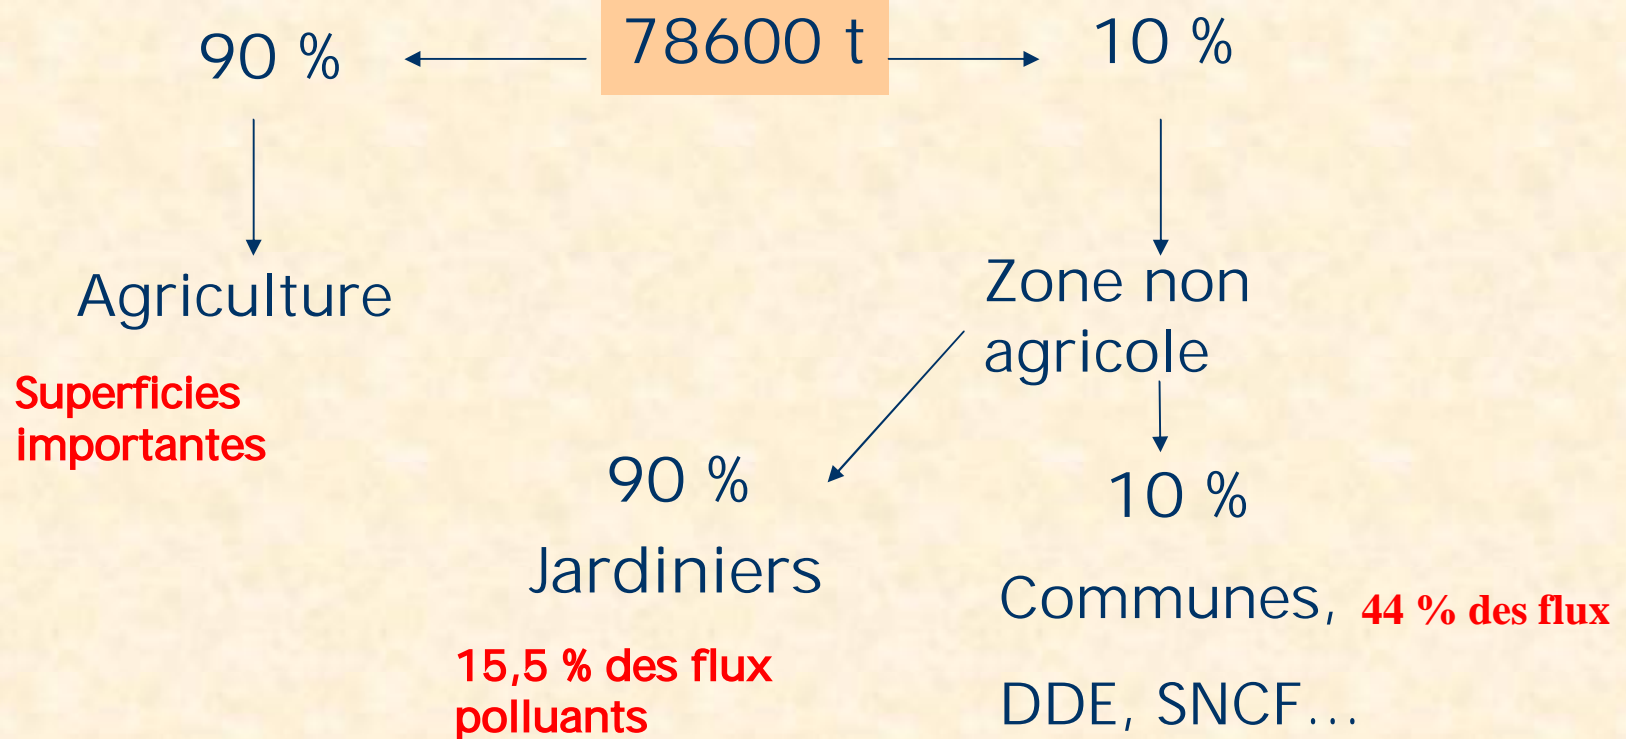 90 %
78600 t
10 %
Agriculture
Superficies
importantes
Zone non
agricole
90 %
Jardiniers
15,5 % des flux
polluants
10 %
Communes, 44 % des flux
DDE, SNCF...